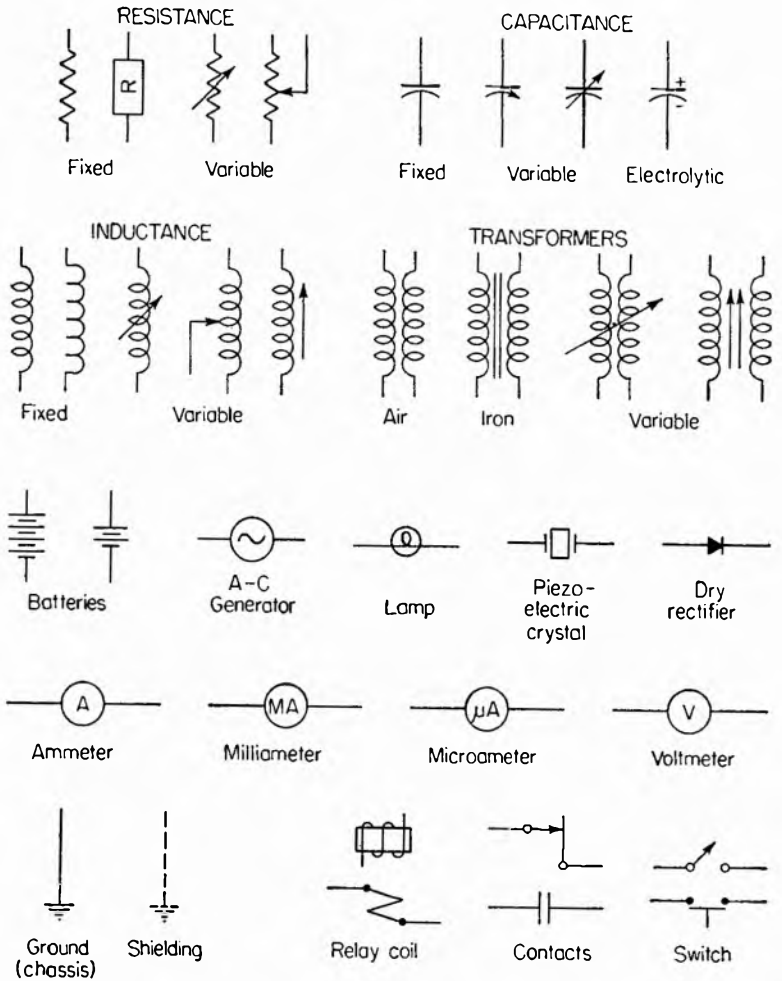 RESISTANCE
CAPACITANCE
R
+
-
Fixed
Variable
Fixed
Variable
Electrolytic
INDUCTANCE
TRANSFORMERS
Fixed
Variable
Air
Iron
Variable
Batteries
A-C
Generator
Lamp
Piezo-
electric
crystal
Dry
rectifier
A
MA
μA
V
Ammeter
Milliameter
Microameter
Voltmeter
Ground
(chassis)
Shielding
Relay coil
Contacts
Switch